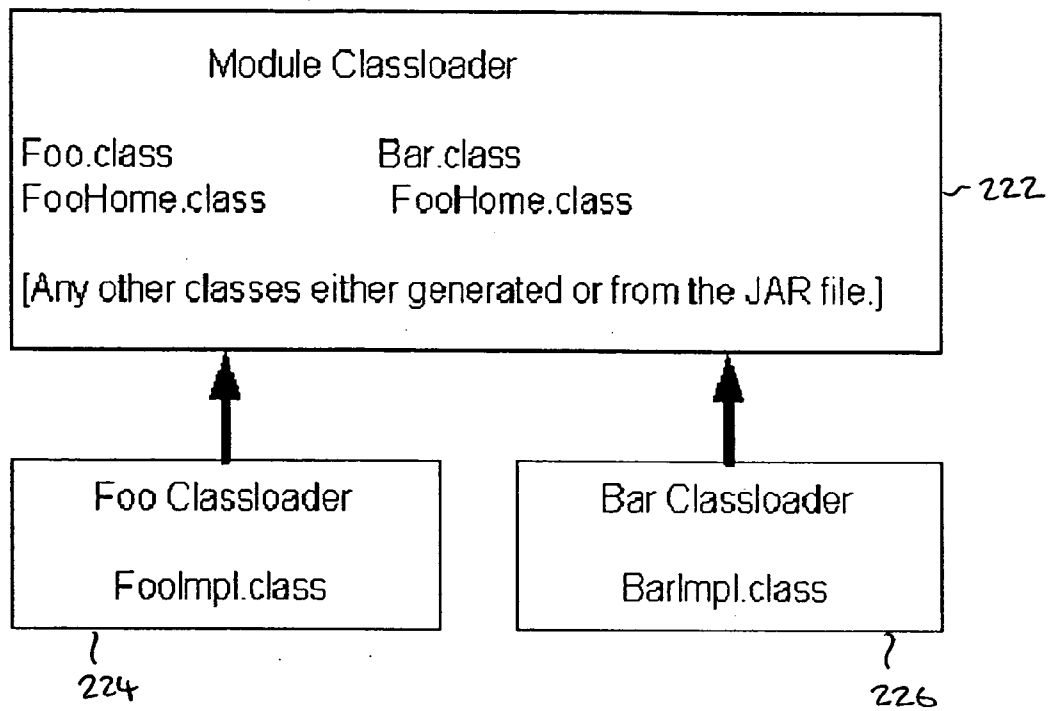 Module Classloader
Foo.class Bar.class
FooHome.class FooHome.class
222
[Any other classes either generated or from the JAR file.]
Foo Classloader Bar Classloader
FooImpl.class BarImpl.class
224 226